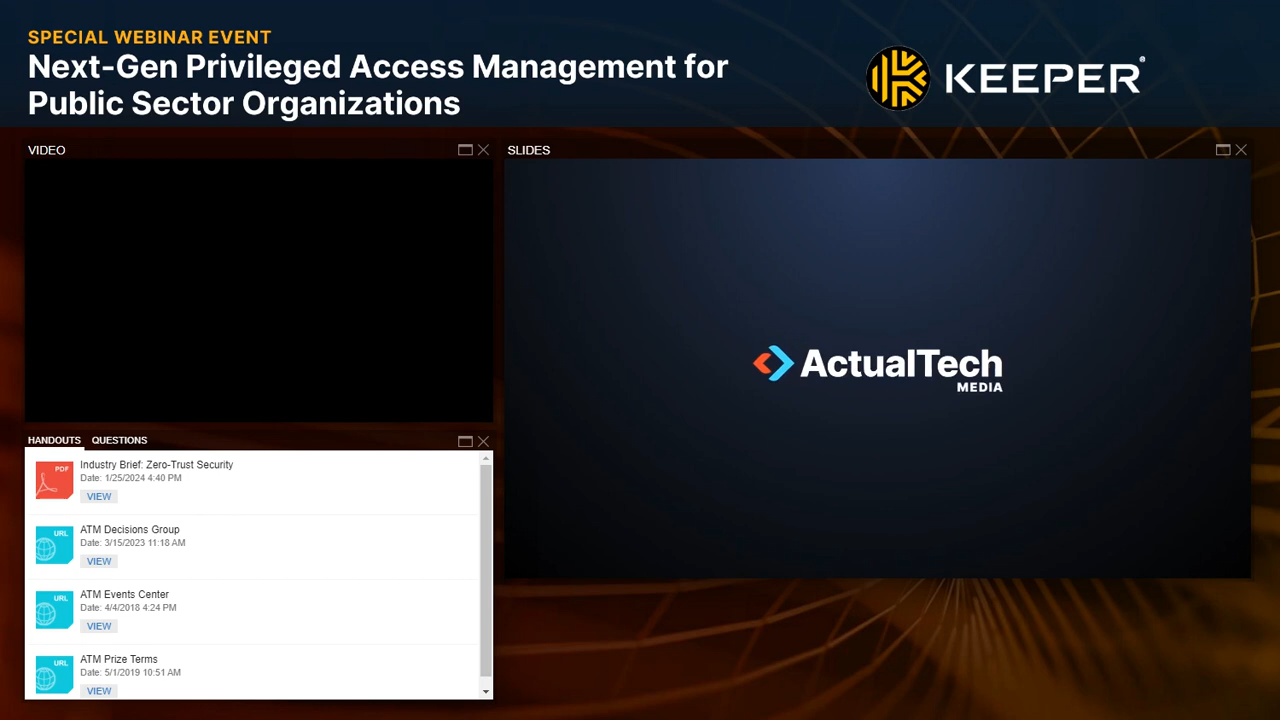 SPECIAL WEBINAR EVENT
Next-Gen Privileged Access Management for
Public Sector Organizations
KEEPER®
VIDEO
SLIDES
ActualTech
MEDIA
HANDOUTS QUESTIONS
PDF
Industry Brief: Zero-Trust Security
Date: 1/25/2024 4:40 PM
VIEW
URL
ATM Decisions Group
Date: 3/15/2023 11:18 AM
VIEW
URL
ATM Events Center
Date: 4/4/2018 4:24 PM
VIEW
URL
ATM Prize Terms
Date: 5/1/2019 10:51 AM
VIEW